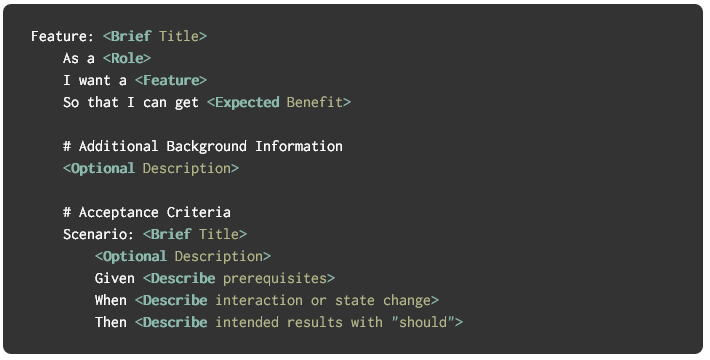 Feature: <Brief Title>
As a <Role>
I want a <Feature>
So that I can get <Expected Benefit>
# Additional Background Information
<Optional Description>
# Acceptance Criteria
Scenario: <Brief Title>
<Optional Description>
Given <Describe prerequisites>
When <Describe interaction or state change>
Then <Describe intended results with "should">